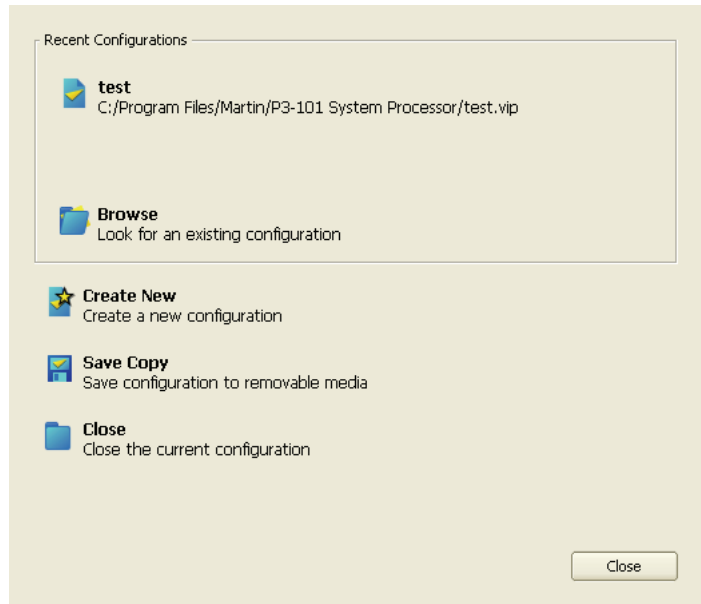 Recent Configurations
test
C:/Program Files/Martin/P3-101 System Processor/test.vip
Browse
Look for an existing configuration
Create New
Create a new configuration
Save Copy
Save configuration to removable media
Close
Close the current configuration
Close